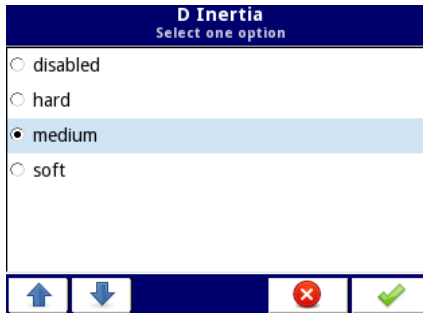 D Inertia
Select one option
disabled
hard
medium
soft